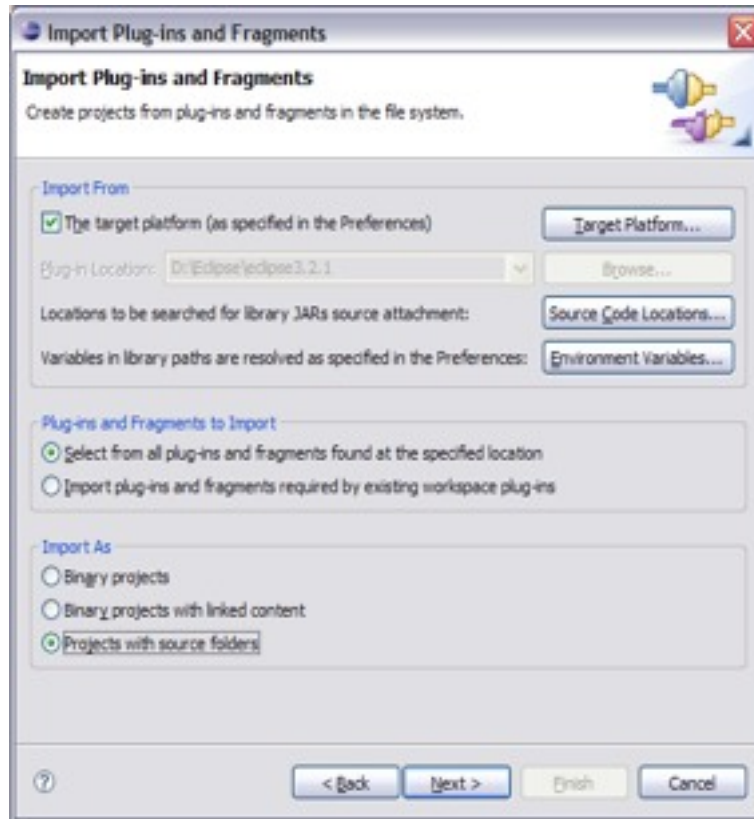 Import Plug-ins and Fragments
Import Plug-ins and Fragments
Create projects from plug-ins and fragments in the file system.
Import From
The target platform (as specified in the Preferences)
Target Platform...
Plug-in Location: D:\Eclipse\eclipse3.2.1
Browse...
Locations to be searched for library JARs source attachment:
Source Code Locations...
Variables in library paths are resolved as specified in the Preferences:
Environment Variables...
Plug-ins and Fragments to Import
Select from all plug-ins and fragments found at the specified location
Import plug-ins and fragments required by existing workspace plug-ins
Import As
Binary projects
Binary projects with linked content
Projects with source folders
?
< Back
Next >
Finish
Cancel